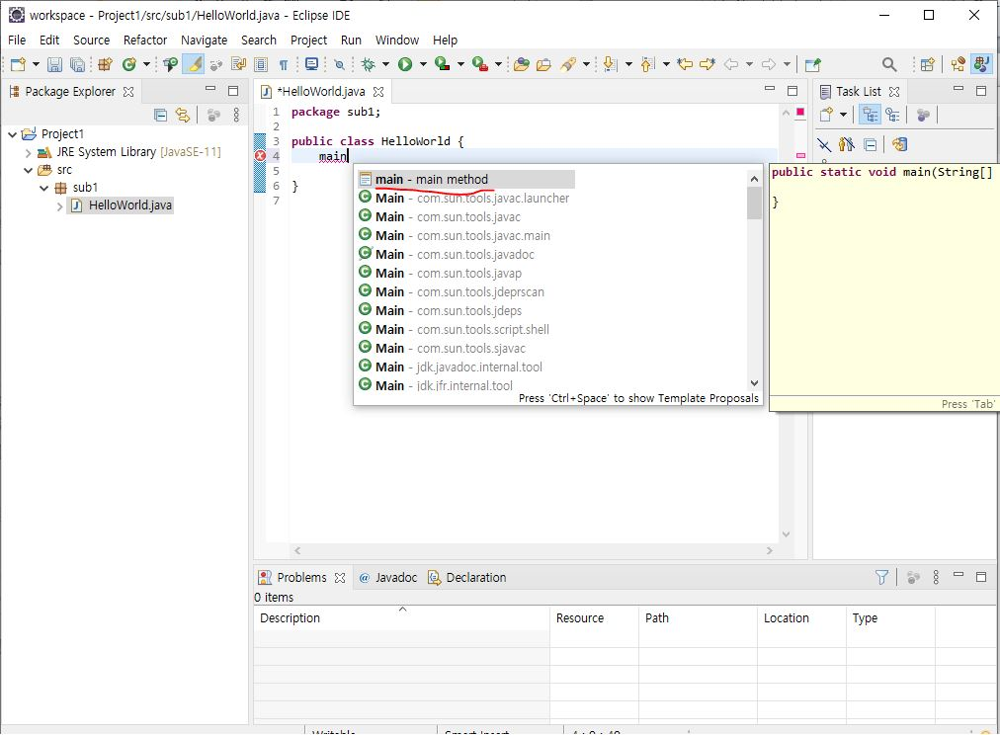 workspace - Project1/src/sub1/HelloWorld.java - Eclipse IDE
File Edit Source Refactor Navigate Search Project Run Window Help
Package Explorer
*HelloWorld.java
Task List
Project1
JRE System Library [JavaSE-11]
src
sub1
HelloWorld.java
1 package sub1;
2
3 public class HelloWorld {
4 main
5
6 }
7
main - main method
Main - com.sun.tools.javac.launcher
Main - com.sun.tools.javac
Main - com.sun.tools.javac.main
Main - com.sun.tools.javadoc
Main - com.sun.tools.javap
Main - com.sun.tools.jdeprscan
Main - com.sun.tools.jdeps
Main - com.sun.tools.script.shell
Main - com.sun.tools.sjavac
Main - jdk.javadoc.internal.tool
Main - jdk.jfr.internal.tool
Press 'Ctrl+Space' to show Template Proposals
public static void main(String[]
}
Press 'Tab'
Problems Javadoc Declaration
0 items
Description Resource Path Location Type
Writable Smart Insert